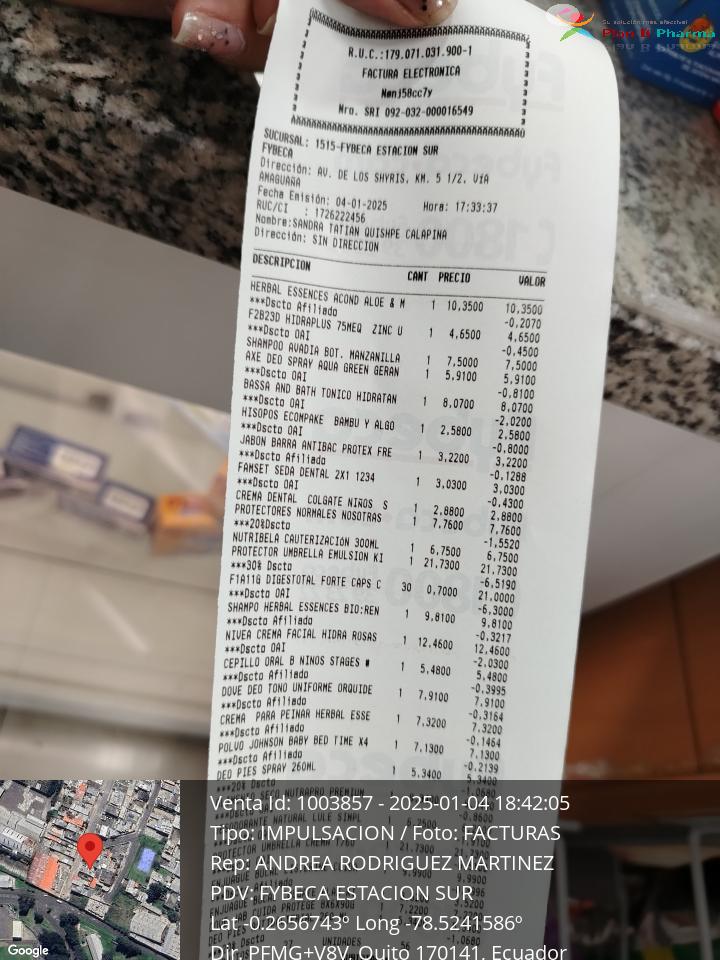 Su solución más efectiva!
R.U.C.:179.071.031.900-1
FACTURA ELECTRONICA
Nro. SRI 092-032-000016549
SUCURSAL: 1515-FYBECA ESTACION SUR
FYBECA
Dirección: AV. DE LOS SHYRIS, KM. 5 1/2, VIA
AMAGUAÑA
Fecha Emisión: 04-01-2025 Hora: 17:33:37
RUC/CI : 1726222456
Nombre:SANDRA TATIAN QUISHPE CALAPINA
Dirección: SIN DIRECCION
DESCRIPCION CANT PRECIO VALOR
HERBAL ESSENCES ACOND ALOE & M 1 10,3500 10,3500
***Dscto Afiliado -0,2070
F2B23D HIDRAPLUS 75MEQ ZINC U 1 4,6500 4,6500
***Dscto OAI -0,4500
SHAMPOO AVADIA BOT. MANZANILLA 1 7,5000 7,5000
AXE DEO SPRAY AQUA GREEN GERAN 1 5,9100 5,9100
***Dscto OAI -0,8100
BASSA AND BATH TONICO HIDRATAN 1 8,0700 8,0700
***Dscto OAI -2,0200
HISOPOS ECOMPAKE BAMBU Y ALGO 1 2,5800 2,5800
***Dscto OAI -0,8000
JABON BARRA ANTIBAC PROTEX FRE 1 3,2200 3,2200
***Dscto Afiliado -0,1288
FAMSET SEDA DENTAL 2X1 1234 1 3,0300 3,0300
***Dscto OAI -0,4300
CREMA DENTAL COLGATE NIÑOS S 1 2,8800 2,8800
PROTECTORES NORMALES NOSOTRAS 1 7,7600 7,7600
***20%Dscto -1,5520
NUTRIBELA CAUTERIZACION 300ML 1 6,7500 6,7500
PROTECTOR UMBRELLA EMULSION KI 1 21,7300 21,7300
***30% Dscto -6,5190
F1A11G DIGESTOTAL FORTE CAPS C 30 0,7000 21,0000
***Dscto OAI -6,3000
SHAMPO HERBAL ESSENCES BIO:REN 1 9,8100 9,8100
***Dscto Afiliado -0,3217
NIVEA CREMA FACIAL HIDRA ROSAS 1 12,4600 12,4600
***Dscto OAI -2,0300
CEPILLO ORAL B NINOS STAGES # 1 5,4800 5,4800
***Dscto Afiliado -0,3995
DOVE DEO TONO UNIFORME ORQUIDE 1 7,9100 7,9100
***Dscto Afiliado -0,3164
CREMA PARA PEINAR HERBAL ESSE 1 7,3200 7,3200
***Dscto Afiliado -0,1464
POLVO JOHNSON BABY BED TIME X4 1 7,1300 7,1300
***Dscto Afiliado -0,2139
DEO PIES SPRAY 260ML 1 5,3400 5,3400
***20% Dscto -1,0680
Venta Id: 1003857 - 2025-01-04 18:42:05
Tipo: IMPULSACION / Foto: FACTURAS
Rep: ANDREA RODRIGUEZ MARTINEZ
PDV: FYBECA ESTACION SUR
Lat -0.2656743º Long -78.5241586º
Dir. PFMG+V8V, Quito 170141, Ecuador
Google